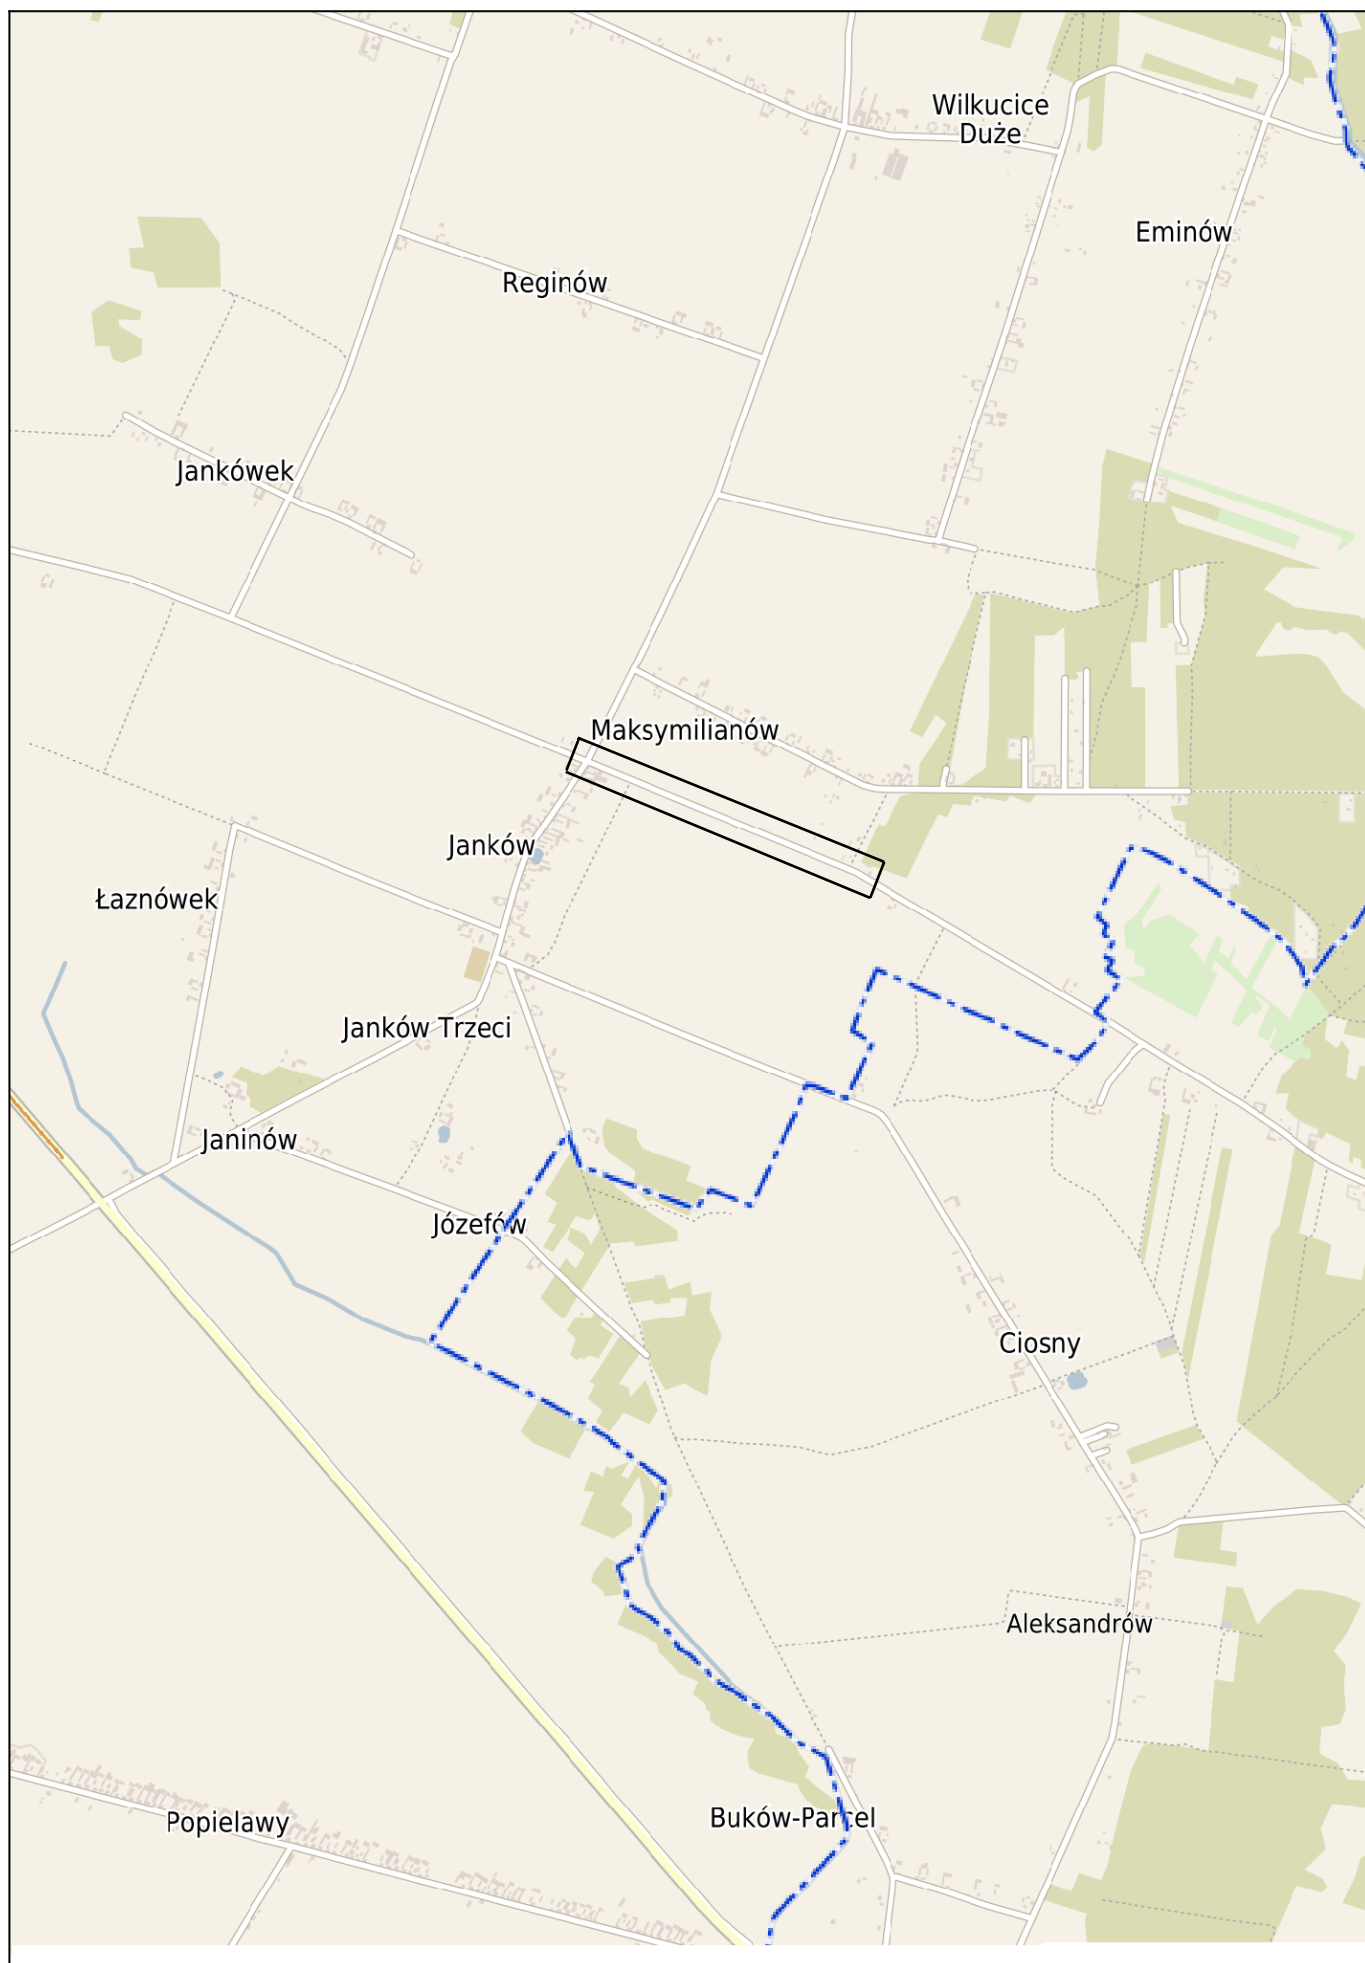 Wilkucice
Duże
Eminów
Reginów
Jankówek
Maksymilianów
Janków
Łaznówek
Janków Trzeci
Janinów
Józefów
Ciosny
Aleksandrów
Buków-Parcel
Popielawy